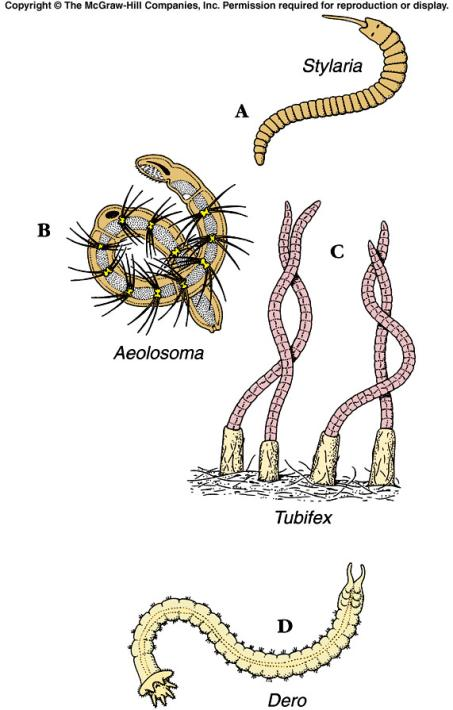 Copyright © The McGraw-Hill Companies, Inc. Permission required for reproduction or display.
Stylaria
A
B
C
Aeolosoma
Tubifex
D
Dero